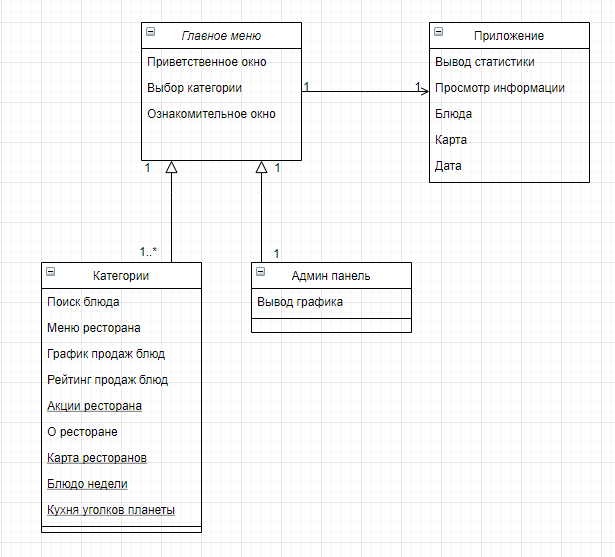 Главное меню
Приветственное окно
Выбор категории
Ознакомительное окно
1
1
Приложение
Вывод статистики
Просмотр информации
Блюда
Карта
Дата
1
1
1..*
1
Категории
Поиск блюда
Меню ресторана
График продаж блюд
Рейтинг продаж блюд
Акции ресторана
О ресторане
Карта ресторанов
Блюдо недели
Кухня уголков планеты
Админ панель
Вывод графика